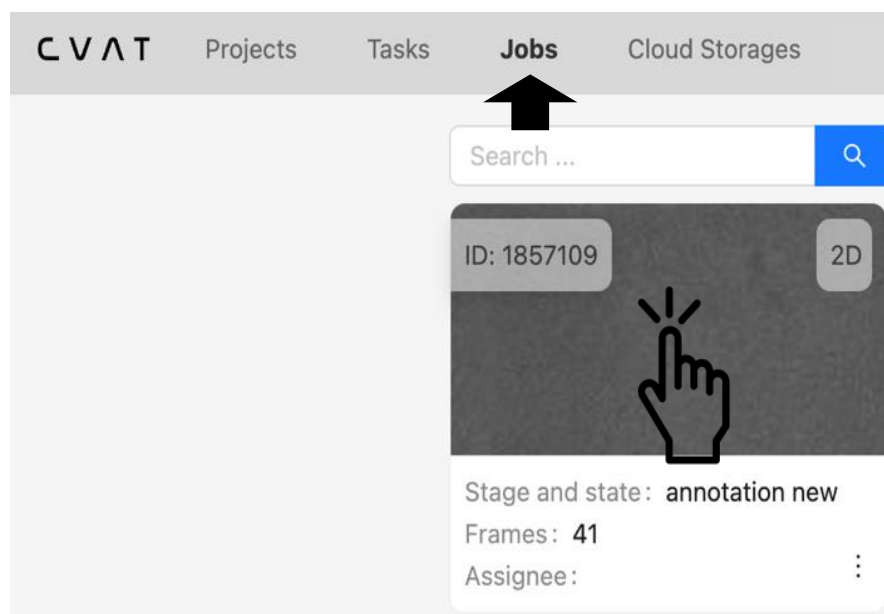 CVAT Projects Tasks Jobs Cloud Storages
Search ...
ID: 1857109 2D
Stage and state: annotation new
Frames: 41
Assignee: